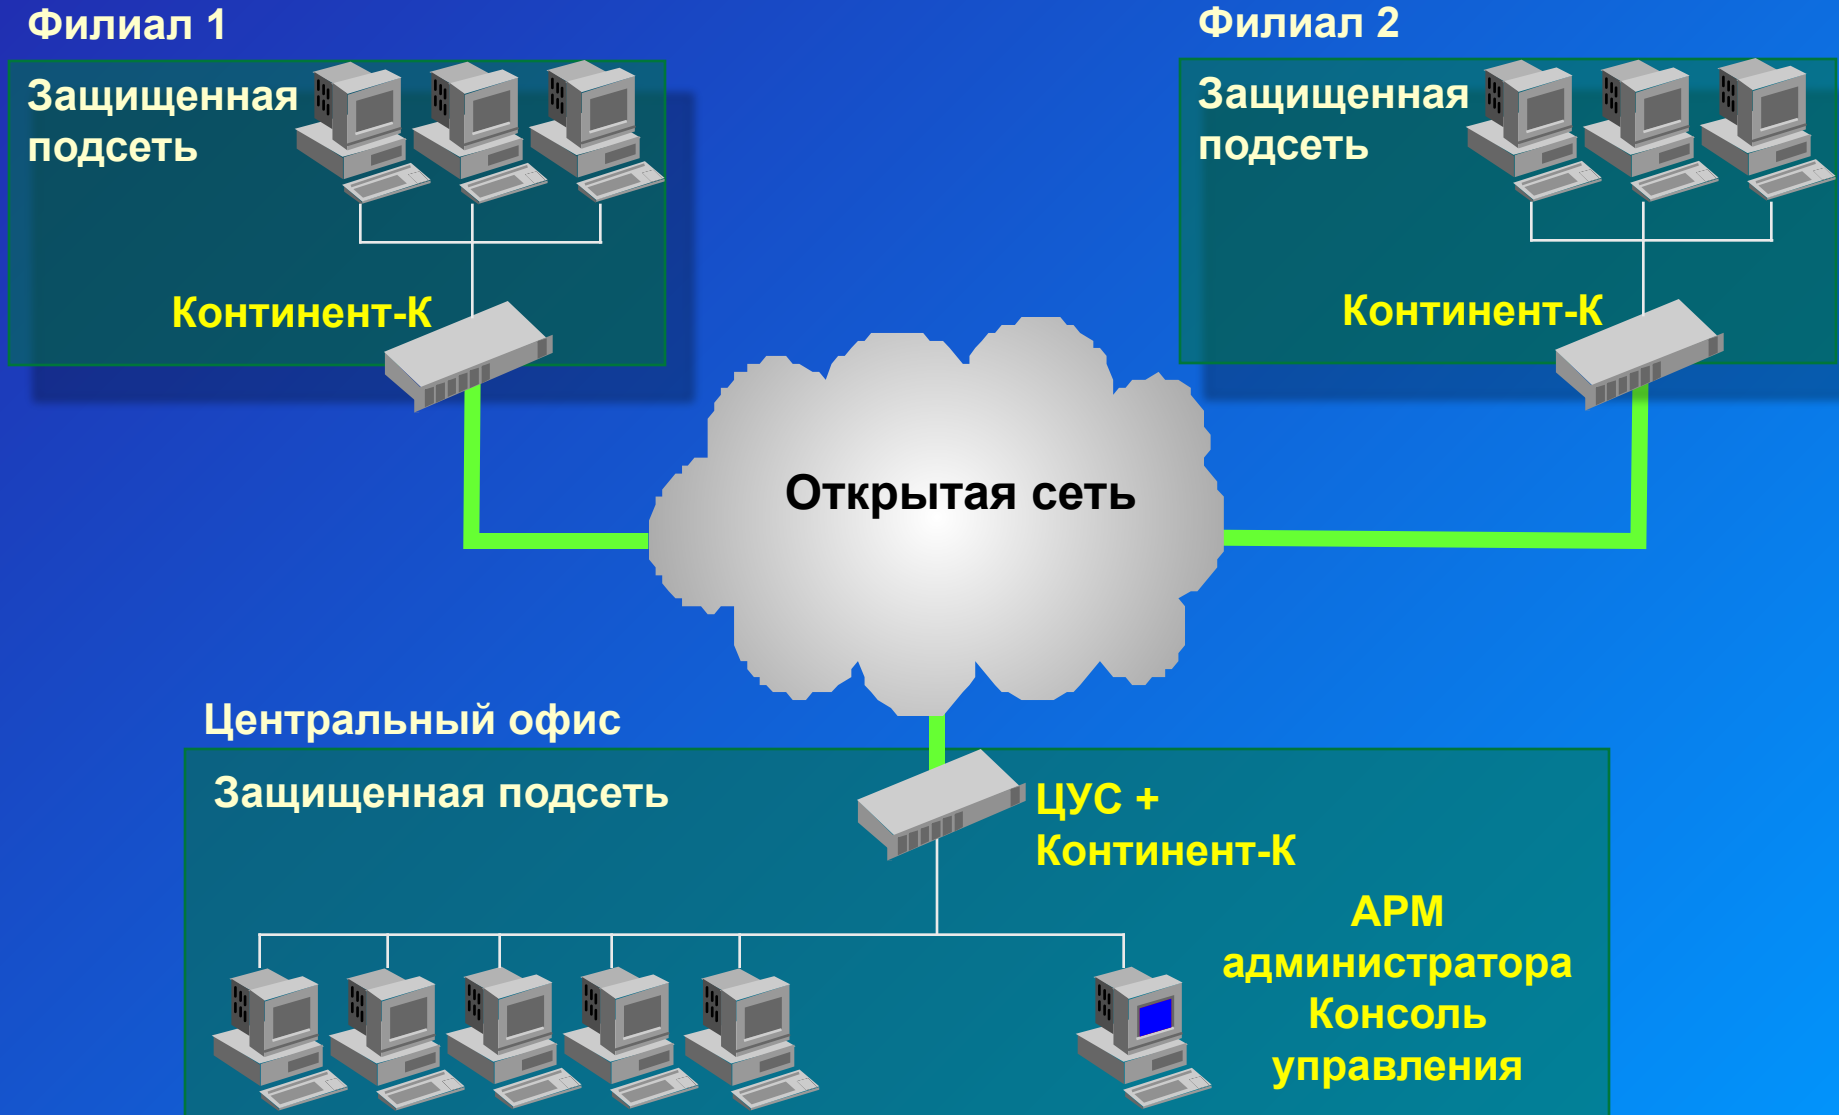 Филиал 1
Филиал 2
Защищенная
подсеть
Защищенная
подсеть
Континент-К
Континент-К
Открытая сеть
Центральный офис
Защищенная подсеть
ЦУС +
Континент-К
АРМ
администратора
Консоль
управления